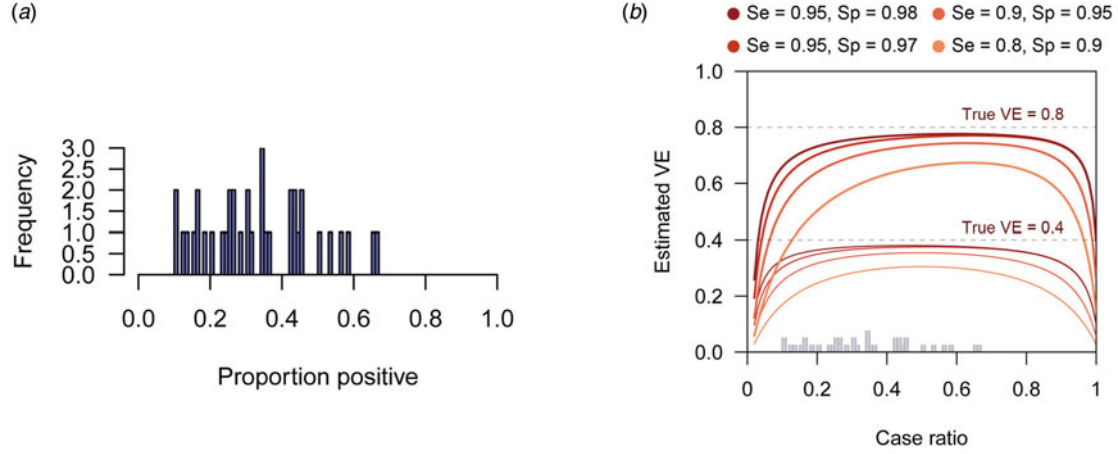 (a)
Frequency
3.0
2.5
2.0
1.5
1.0
0.5
0.0
0.0 0.2 0.4 0.6 0.8 1.0
Proportion positive
(b)
Se = 0.95, Sp = 0.98 Se = 0.9, Sp = 0.95
Se = 0.95, Sp = 0.97 Se = 0.8, Sp = 0.9
Estimated VE
1.0
0.8
0.6
0.4
0.2
0.0
True VE = 0.8
True VE = 0.4
0 0.2 0.4 0.6 0.8 1
Case ratio